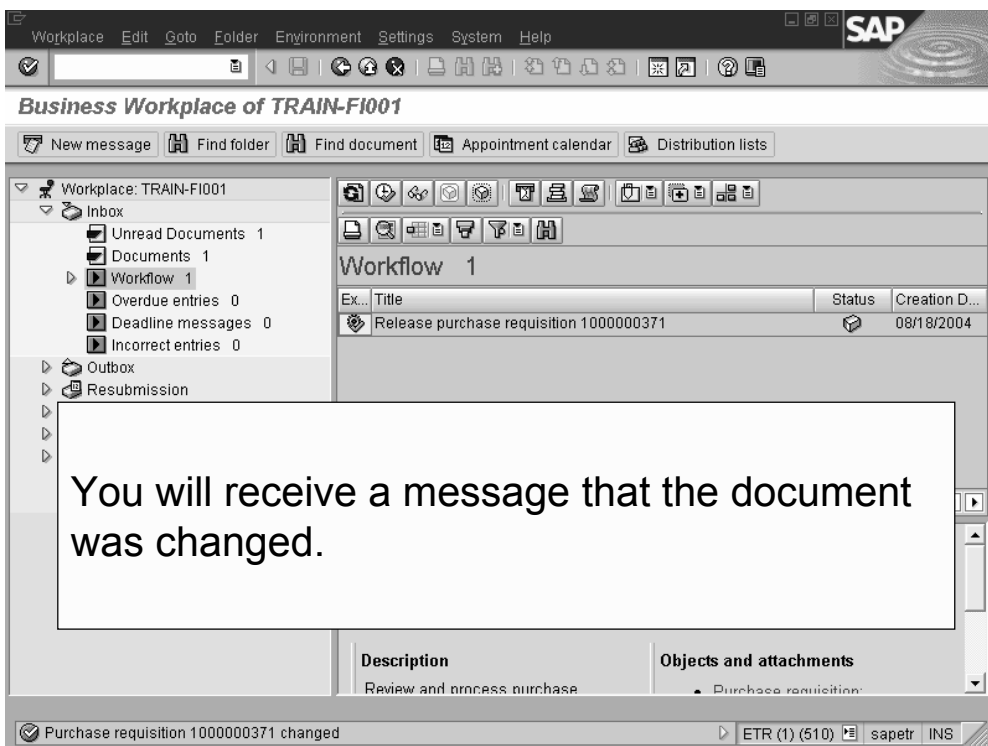 Workplace Edit Goto Folder Environment Settings System Help
SAP
Business Workplace of TRAIN-FI001
New message Find folder Find document Appointment calendar Distribution lists
Workplace: TRAIN-FI001
Inbox
Unread Documents 1
Documents 1
Workflow 1
Overdue entries 0
Deadline messages 0
Incorrect entries 0
Outbox
Resubmission
Workflow 1
Ex... Title Status Creation D...
Release purchase requisition 1000000371 08/18/2004
You will receive a message that the document
was changed.
Description
Review and process purchase
Objects and attachments
• Purchase requisition:
Purchase requisition 1000000371 changed
ETR (1) (510) sapetr INS